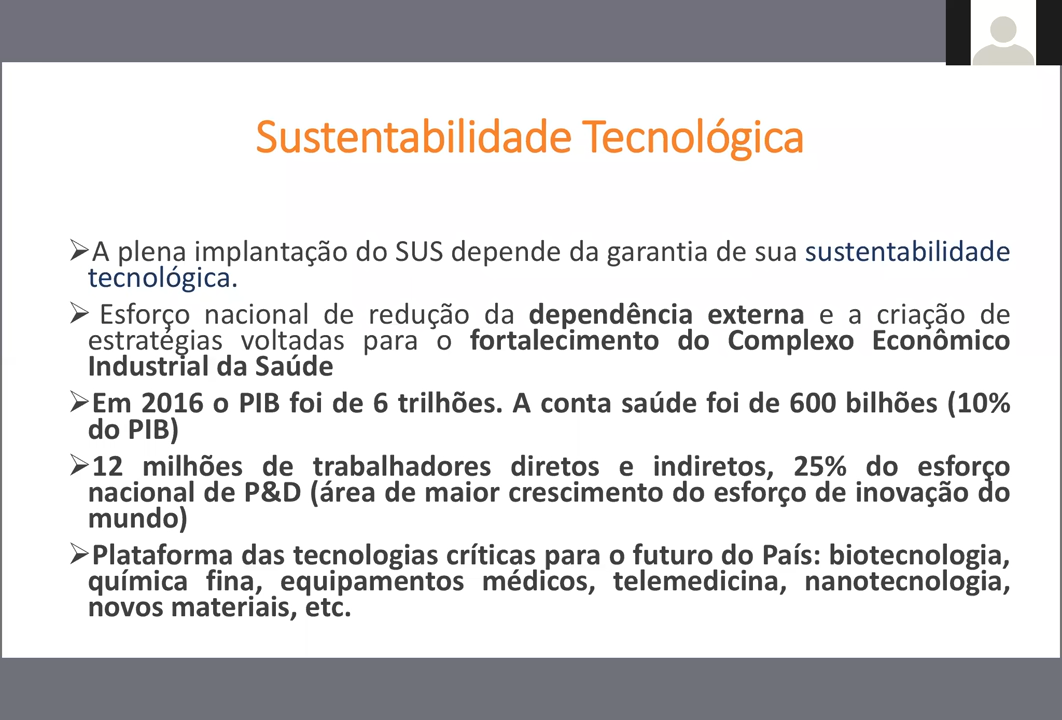 Sustentabilidade Tecnológica
➢A plena implantação do SUS depende da garantia de sua sustentabilidade
tecnológica.
➢ Esforço nacional de redução da dependência externa e a criação de
estratégias voltadas para o fortalecimento do Complexo Econômico
Industrial da Saúde
➢Em 2016 o PIB foi de 6 trilhões. A conta saúde foi de 600 bilhões (10%
do PIB)
➢12 milhões de trabalhadores diretos e indiretos, 25% do esforço
nacional de P&D (área de maior crescimento do esforço de inovação do
mundo)
➢Plataforma das tecnologias críticas para o futuro do País: biotecnologia,
química fina, equipamentos médicos, telemedicina, nanotecnologia,
novos materiais, etc.